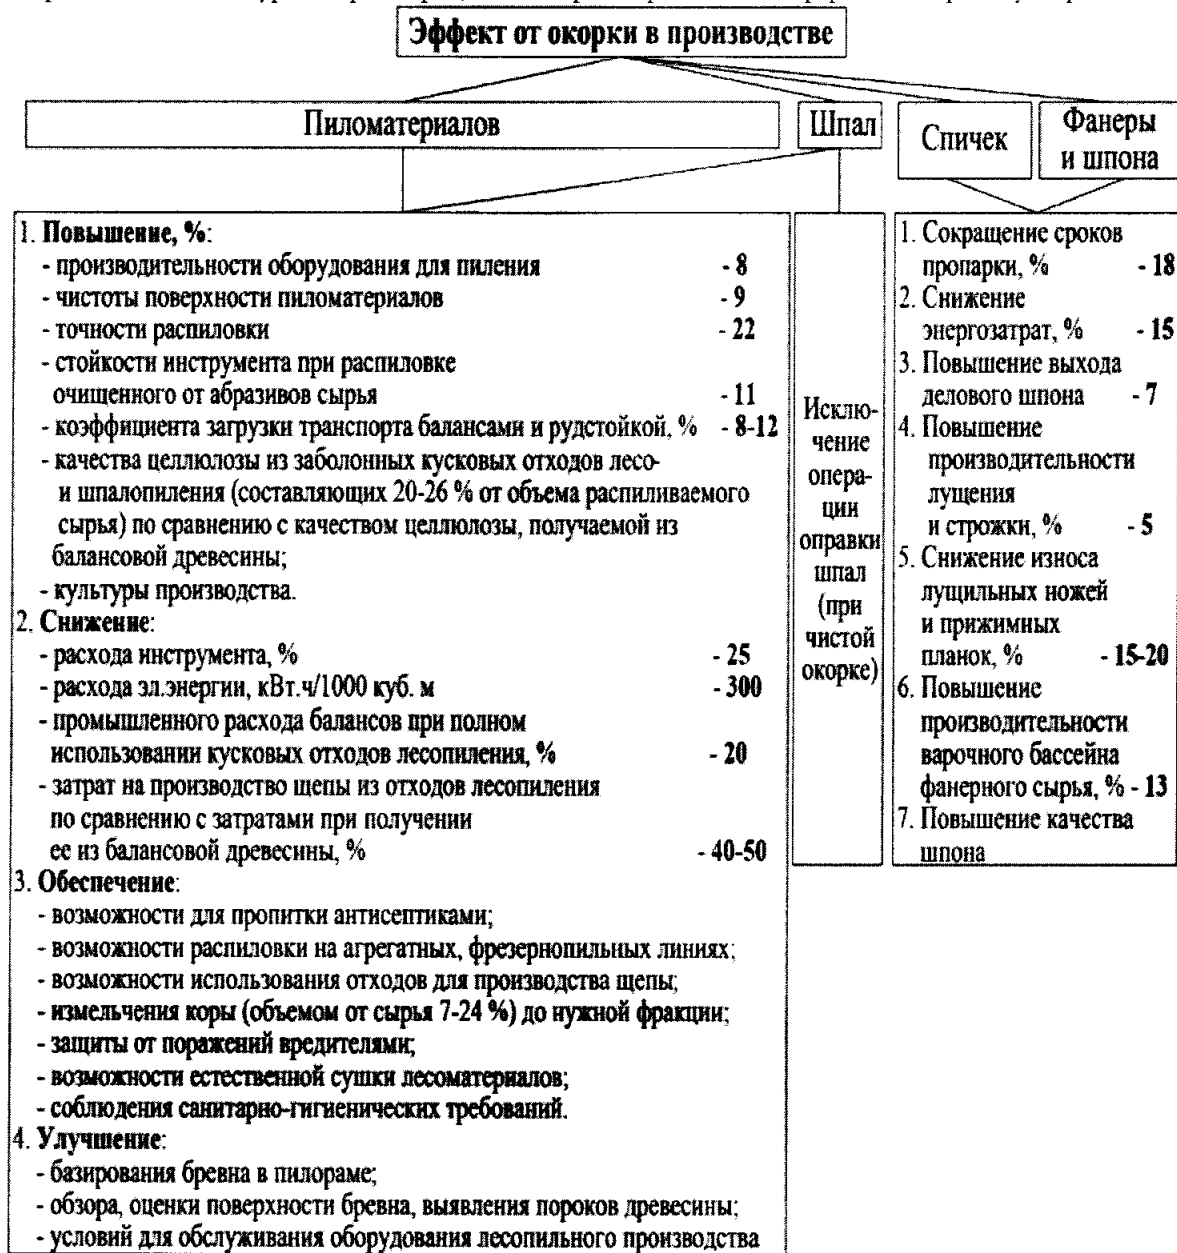 Эффект от окорки в производстве
Пиломатериалов
Шпал
Спичек
Фанеры
и шпона
1. Повышение, %:
- производительности оборудования для пиления - 8
- чистоты поверхности пиломатериалов - 9
- точности распиловки - 22
- стойкости инструмента при распиловке
очищенного от абразивов сырья - 11
- коэффициента загрузки транспорта балансами и рудстойкой, % - 8-12
- качества целлюлозы из заболонных кусковых отходов лесо-
и шпалопиления (составляющих 20-26 % от объема распиливаемого
сырья) по сравнению с качеством целлюлозы, получаемой из
балансовой древесины;
- культуры производства.
2. Снижение:
- расхода инструмента, % - 25
- расхода эл.энергии, кВт.ч/1000 куб. м - 300
- промышленного расхода балансов при полном
использовании кусковых отходов лесопиления, % - 20
- затрат на производство щепы из отходов лесопиления
по сравнению с затратами при получении
ее из балансовой древесины, % - 40-50
3. Обеспечение:
- возможности для пропитки антисептиками;
- возможности распиловки на агрегатных, фрезернопильных линиях;
- возможности использования отходов для производства щепы;
- измельчения коры (объемом от сырья 7-24 %) до нужной фракции;
- защиты от поражений вредителями;
- возможности естественной сушки лесоматериалов;
- соблюдения санитарно-гигиенических требований.
4. Улучшение:
- базирования бревна в пилораме;
- обзора, оценки поверхности бревна, выявления пороков древесины;
- условий для обслуживания оборудования лесопильного производства
Исклю-
чение
опера-
ции
оправки
шпал
(при
чистой
окорке)
1. Сокращение сроков
пропарки, % - 18
2. Снижение
энергозатрат, % - 15
3. Повышение выхода
делового шпона - 7
4. Повышение
производительности
лущения
и строжки, % - 5
5. Снижение износа
лущильных ножей
и прижимных
планок, % - 15-20
6. Повышение
производительности
варочного бассейна
фанерного сырья, % - 13
7. Повышение качества
шпона